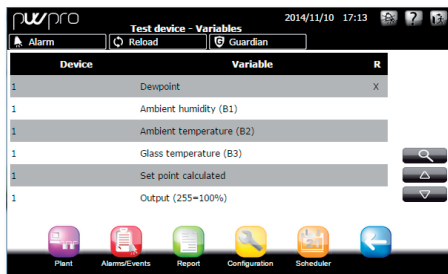 pwpro
Test device - Variables
2014/11/10 17:13
?
Alarm
Reload
G Guardian
Device Variable R
1 Dewpoint X
1 Ambient humidity (B1)
1 Ambient temperature (B2)
1 Glass temperature (B3)
1 Set point calculated
1 Output (255=100%)
Plant
Alarms/Events
Report
Configuration
Scheduler